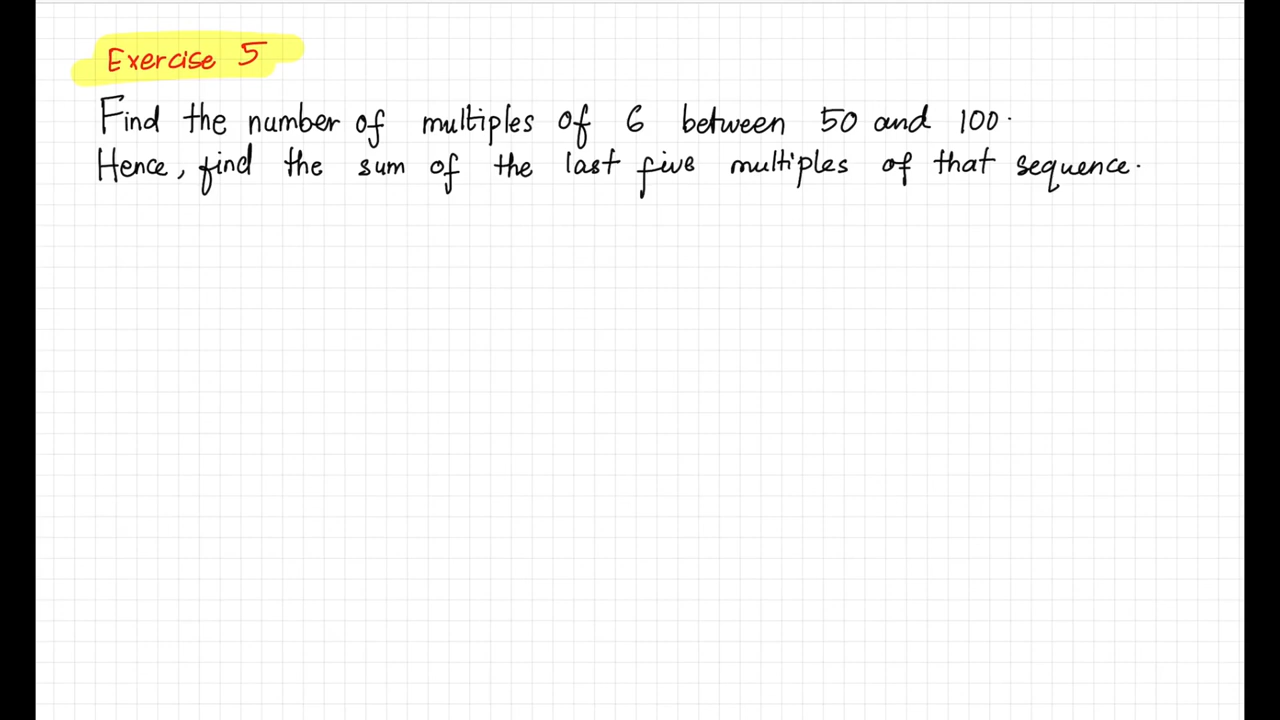 Exercise 5
Find the number of multiples of 6 between 50 and 100.
Hence, find the sum of the last five multiples of that sequence.